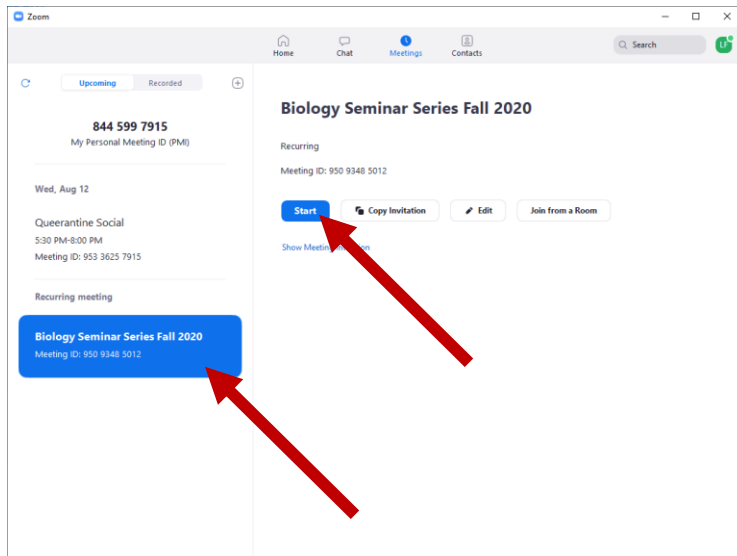 Zoom
Home Chat Meetings Contacts
Search
LF
Upcoming Recorded
844 599 7915
My Personal Meeting ID (PMI)
Wed, Aug 12
Queerantine Social
5:30 PM-8:00 PM
Meeting ID: 953 3625 7915
Recurring meeting
Biology Seminar Series Fall 2020
Meeting ID: 950 9348 5012
Biology Seminar Series Fall 2020
Recurring
Meeting ID: 950 9348 5012
Start Copy Invitation Edit Join from a Room
Show Meeting